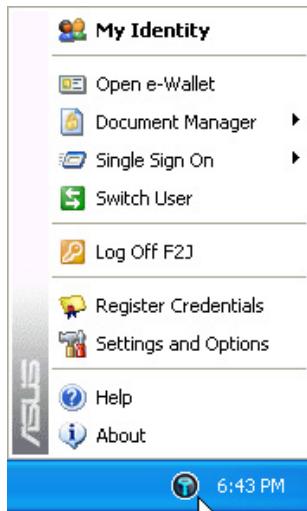 My Identity
Open e-Wallet
Document Manager
Single Sign On
Switch User
Log Off F2J
Register Credentials
Settings and Options
Help
About
ASUS
6:43 PM